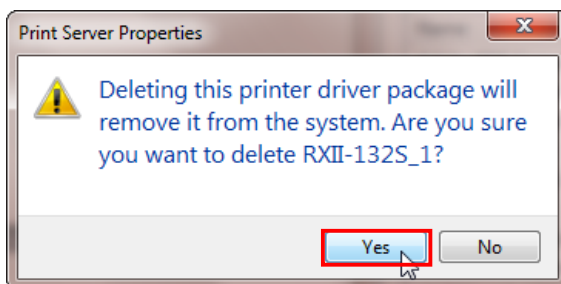 Print Server Properties
Deleting this printer driver package will
remove it from the system. Are you sure
you want to delete RXII-132S_1?
Yes No